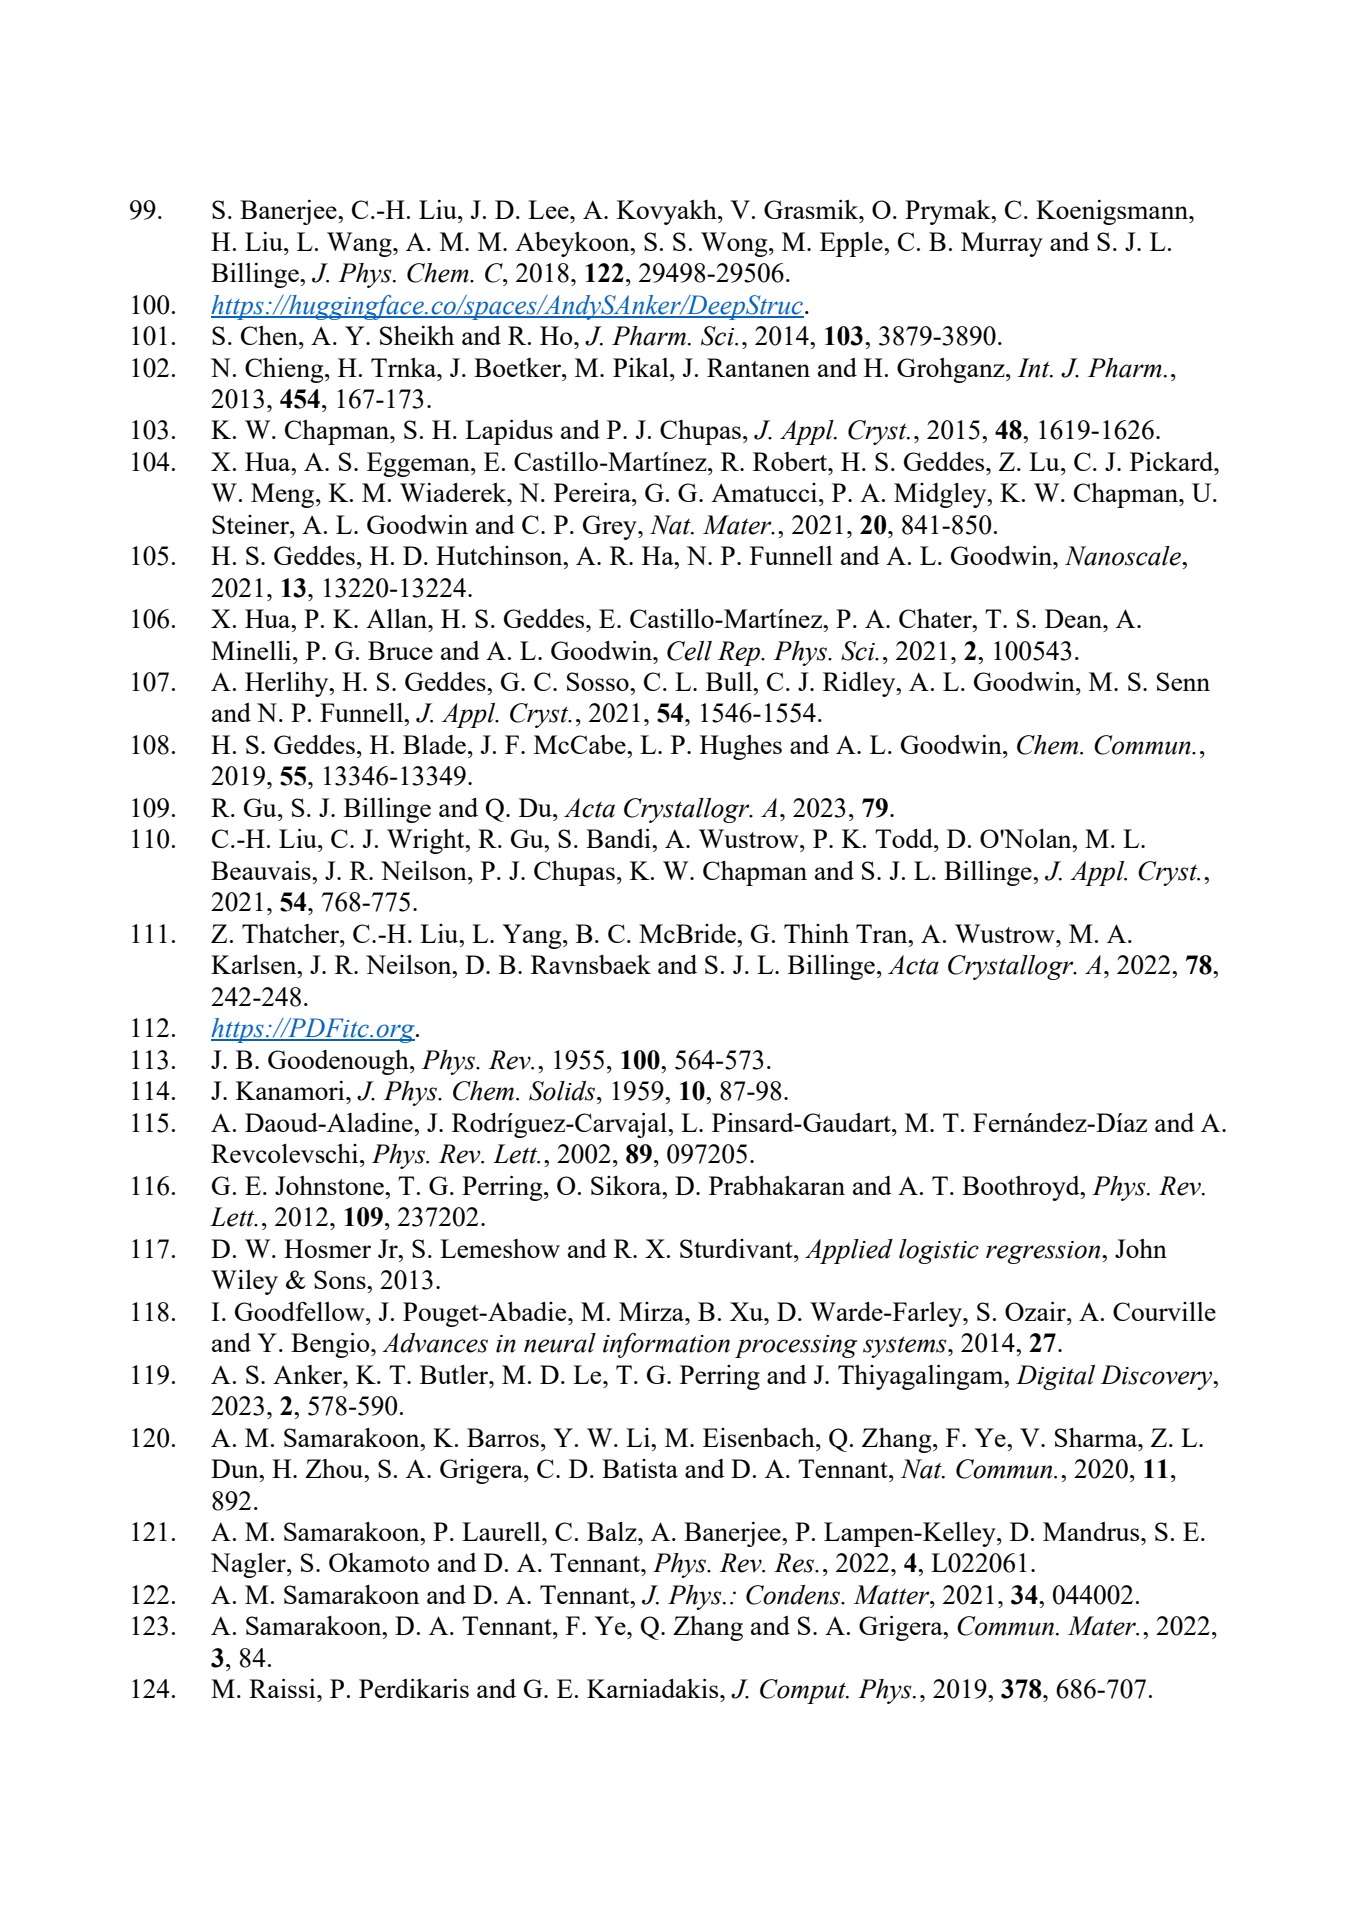 99. S. Banerjee, C.-H. Liu, J. D. Lee, A. Kovyakh, V. Grasmik, O. Prymak, C. Koenigsmann,
H. Liu, L. Wang, A. M. M. Abeykoon, S. S. Wong, M. Epple, C. B. Murray and S. J. L.
Billinge, J. Phys. Chem. C, 2018, 122, 29498-29506.
100. https://huggingface.co/spaces/AndySAnker/DeepStruc.
101. S. Chen, A. Y. Sheikh and R. Ho, J. Pharm. Sci., 2014, 103, 3879-3890.
102. N. Chieng, H. Trnka, J. Boetker, M. Pikal, J. Rantanen and H. Grohganz, Int. J. Pharm.,
2013, 454, 167-173.
103. K. W. Chapman, S. H. Lapidus and P. J. Chupas, J. Appl. Cryst., 2015, 48, 1619-1626.
104. X. Hua, A. S. Eggeman, E. Castillo-Martínez, R. Robert, H. S. Geddes, Z. Lu, C. J. Pickard,
W. Meng, K. M. Wiaderek, N. Pereira, G. G. Amatucci, P. A. Midgley, K. W. Chapman, U.
Steiner, A. L. Goodwin and C. P. Grey, Nat. Mater., 2021, 20, 841-850.
105. H. S. Geddes, H. D. Hutchinson, A. R. Ha, N. P. Funnell and A. L. Goodwin, Nanoscale,
2021, 13, 13220-13224.
106. X. Hua, P. K. Allan, H. S. Geddes, E. Castillo-Martínez, P. A. Chater, T. S. Dean, A.
Minelli, P. G. Bruce and A. L. Goodwin, Cell Rep. Phys. Sci., 2021, 2, 100543.
107. A. Herlihy, H. S. Geddes, G. C. Sosso, C. L. Bull, C. J. Ridley, A. L. Goodwin, M. S. Senn
and N. P. Funnell, J. Appl. Cryst., 2021, 54, 1546-1554.
108. H. S. Geddes, H. Blade, J. F. McCabe, L. P. Hughes and A. L. Goodwin, Chem. Commun.,
2019, 55, 13346-13349.
109. R. Gu, S. J. Billinge and Q. Du, Acta Crystallogr. A, 2023, 79.
110. C.-H. Liu, C. J. Wright, R. Gu, S. Bandi, A. Wustrow, P. K. Todd, D. O'Nolan, M. L.
Beauvais, J. R. Neilson, P. J. Chupas, K. W. Chapman and S. J. L. Billinge, J. Appl. Cryst.,
2021, 54, 768-775.
111. Z. Thatcher, C.-H. Liu, L. Yang, B. C. McBride, G. Thinh Tran, A. Wustrow, M. A.
Karlsen, J. R. Neilson, D. B. Ravnsbaek and S. J. L. Billinge, Acta Crystallogr. A, 2022, 78,
242-248.
112. https://PDFitc.org.
113. J. B. Goodenough, Phys. Rev., 1955, 100, 564-573.
114. J. Kanamori, J. Phys. Chem. Solids, 1959, 10, 87-98.
115. A. Daoud-Aladine, J. Rodríguez-Carvajal, L. Pinsard-Gaudart, M. T. Fernández-Díaz and A.
Revcolevschi, Phys. Rev. Lett., 2002, 89, 097205.
116. G. E. Johnstone, T. G. Perring, O. Sikora, D. Prabhakaran and A. T. Boothroyd, Phys. Rev.
Lett., 2012, 109, 237202.
117. D. W. Hosmer Jr, S. Lemeshow and R. X. Sturdivant, Applied logistic regression, John
Wiley & Sons, 2013.
118. I. Goodfellow, J. Pouget-Abadie, M. Mirza, B. Xu, D. Warde-Farley, S. Ozair, A. Courville
and Y. Bengio, Advances in neural information processing systems, 2014, 27.
119. A. S. Anker, K. T. Butler, M. D. Le, T. G. Perring and J. Thiyagalingam, Digital Discovery,
2023, 2, 578-590.
120. A. M. Samarakoon, K. Barros, Y. W. Li, M. Eisenbach, Q. Zhang, F. Ye, V. Sharma, Z. L.
Dun, H. Zhou, S. A. Grigera, C. D. Batista and D. A. Tennant, Nat. Commun., 2020, 11,
892.
121. A. M. Samarakoon, P. Laurell, C. Balz, A. Banerjee, P. Lampen-Kelley, D. Mandrus, S. E.
Nagler, S. Okamoto and D. A. Tennant, Phys. Rev. Res., 2022, 4, L022061.
122. A. M. Samarakoon and D. A. Tennant, J. Phys.: Condens. Matter, 2021, 34, 044002.
123. A. Samarakoon, D. A. Tennant, F. Ye, Q. Zhang and S. A. Grigera, Commun. Mater., 2022,
3, 84.
124. M. Raissi, P. Perdikaris and G. E. Karniadakis, J. Comput. Phys., 2019, 378, 686-707.